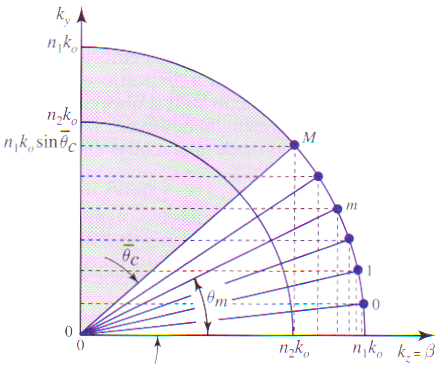 k_y
n_1k_o
n_2k_o
n_1k_o sin θ̄_C
M
m
θ̄_C
θ_m
1
0
0
0
n_2k_o
n_1k_o
k_z = β